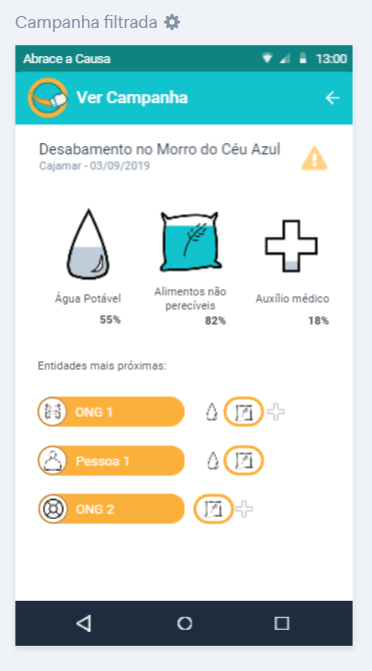 Campanha filtrada
Abrace a Causa 13:00
Ver Campanha
Desabamento no Morro do Céu Azul
Cajamar - 03/09/2019
Água Potável
55%
Alimentos não
perecíveis
82%
Auxílio médico
18%
Entidades mais próximas:
ONG 1
Pessoa 1
ONG 2